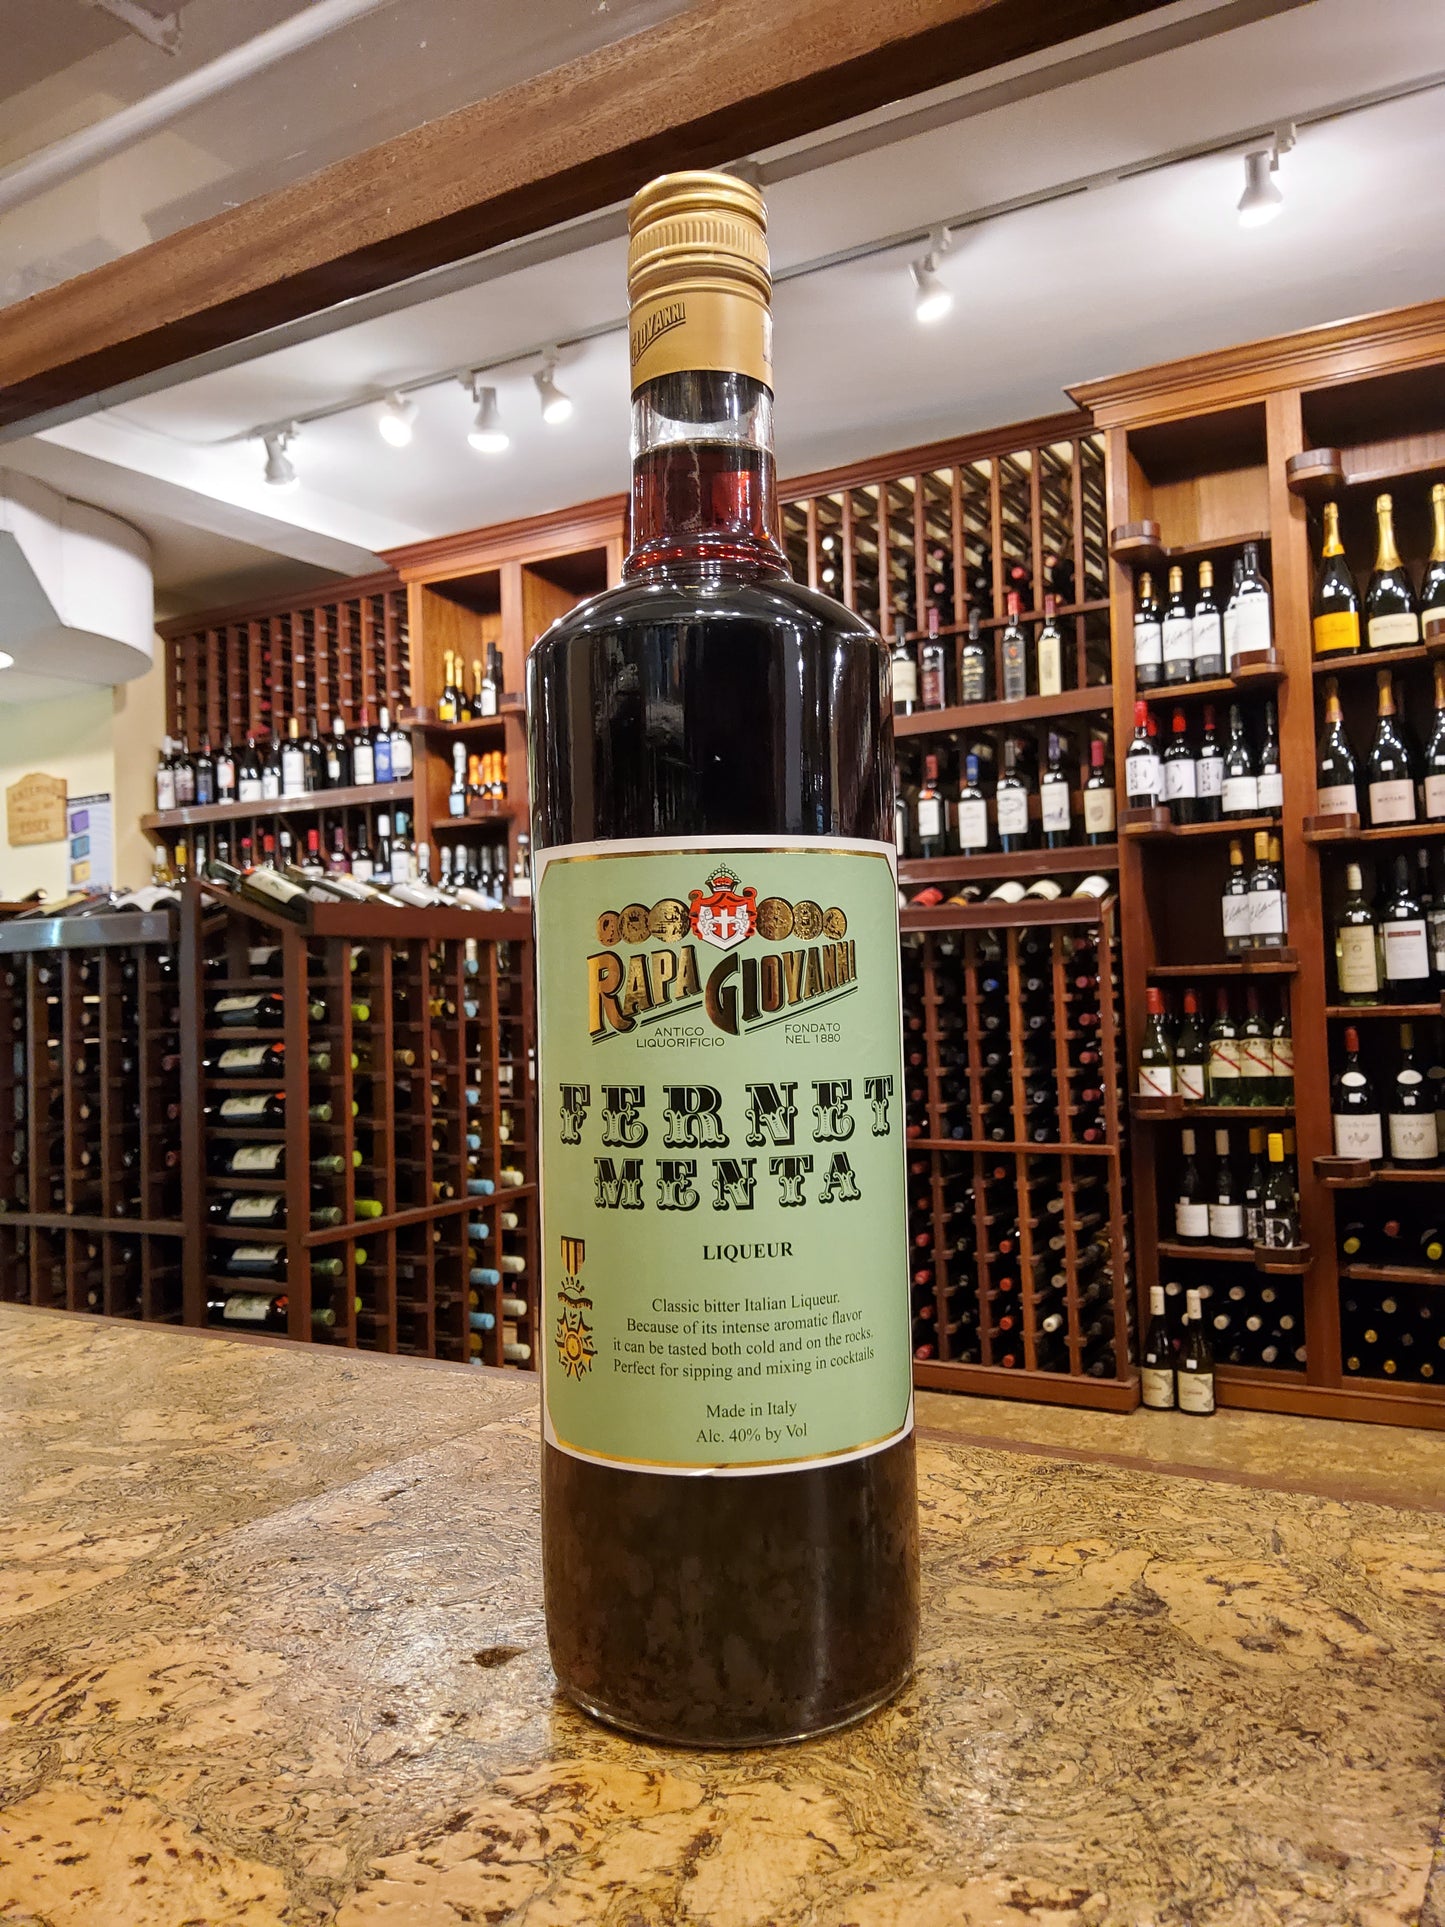 GIOVANNI
RAPA GIOVANNI
ANTICO
LIQUORIFICIO
FONDATO
NEL 1880
FERNET
MENTA
LIQUEUR
Classic bitter Italian Liqueur.
Because of its intense aromatic flavor
it can be tasted both cold and on the rocks.
Perfect for sipping and mixing in cocktails
Made in Italy
Alc. 40% by Vol